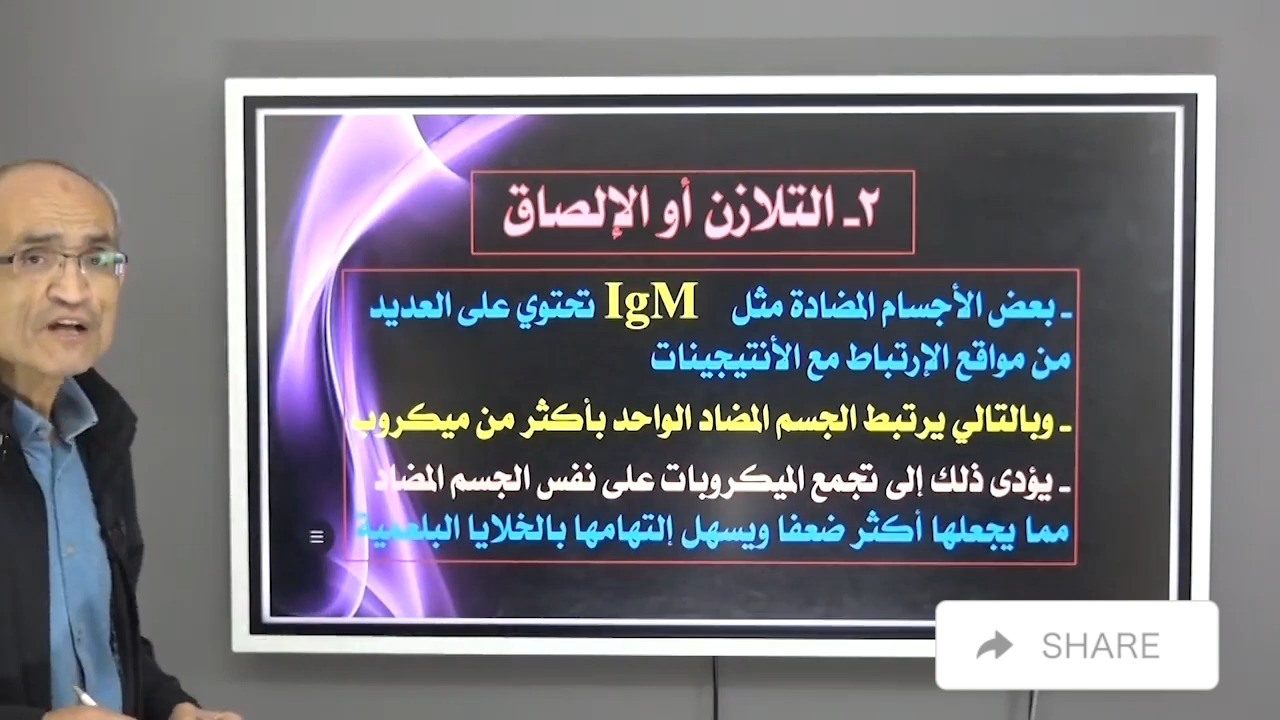 ٢ـ التلازن أو الإلصاق
ـ بعض الأجسام المضادة مثل IgM تحتوي على العديد
من مواقع الإرتباط مع الأنتيجينات
ـ وبالتالي يرتبط الجسم المضاد الواحد بأكثر من ميكروب
ـ يؤدى ذلك إلى تجمع الميكروبات على نفس الجسم المضاد
مما يجعلها أكثر ضعفا ويسهل إلتهامها بالخلايا البلعمية
SHARE